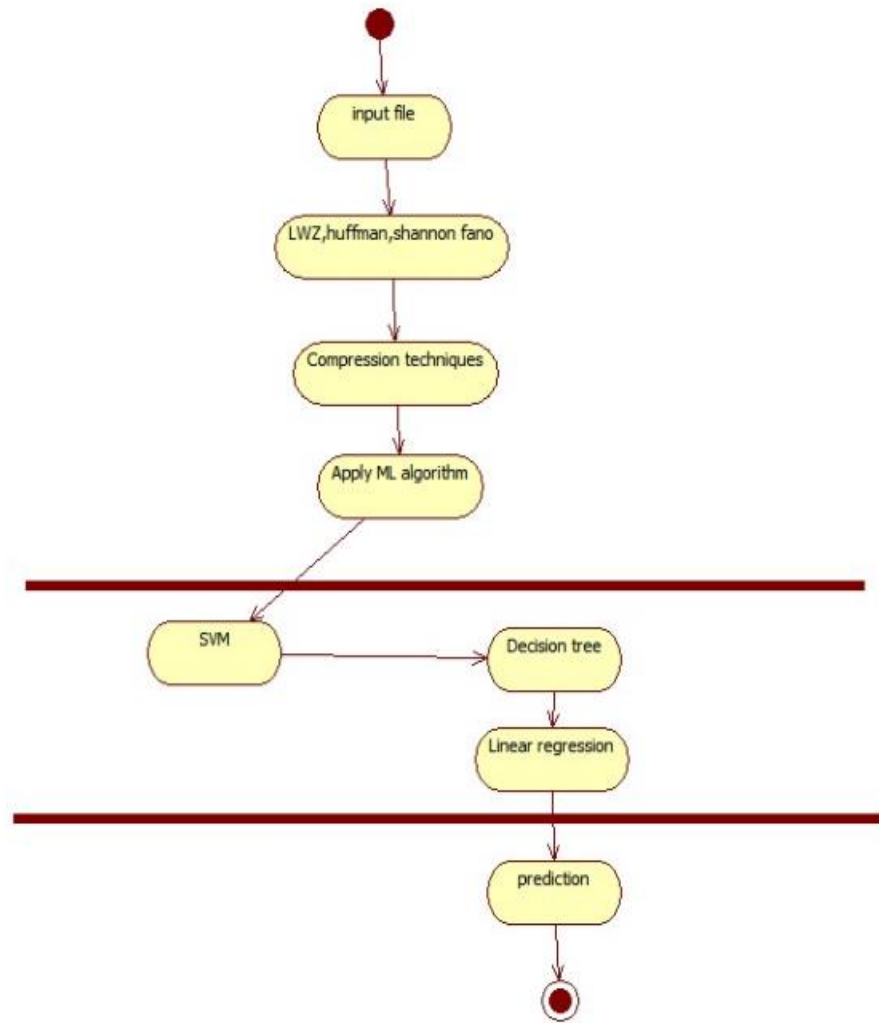 input file
LWZ,huffman,shannon fano
Compression techniques
Apply ML algorithm
SVM
Decision tree
Linear regression
prediction